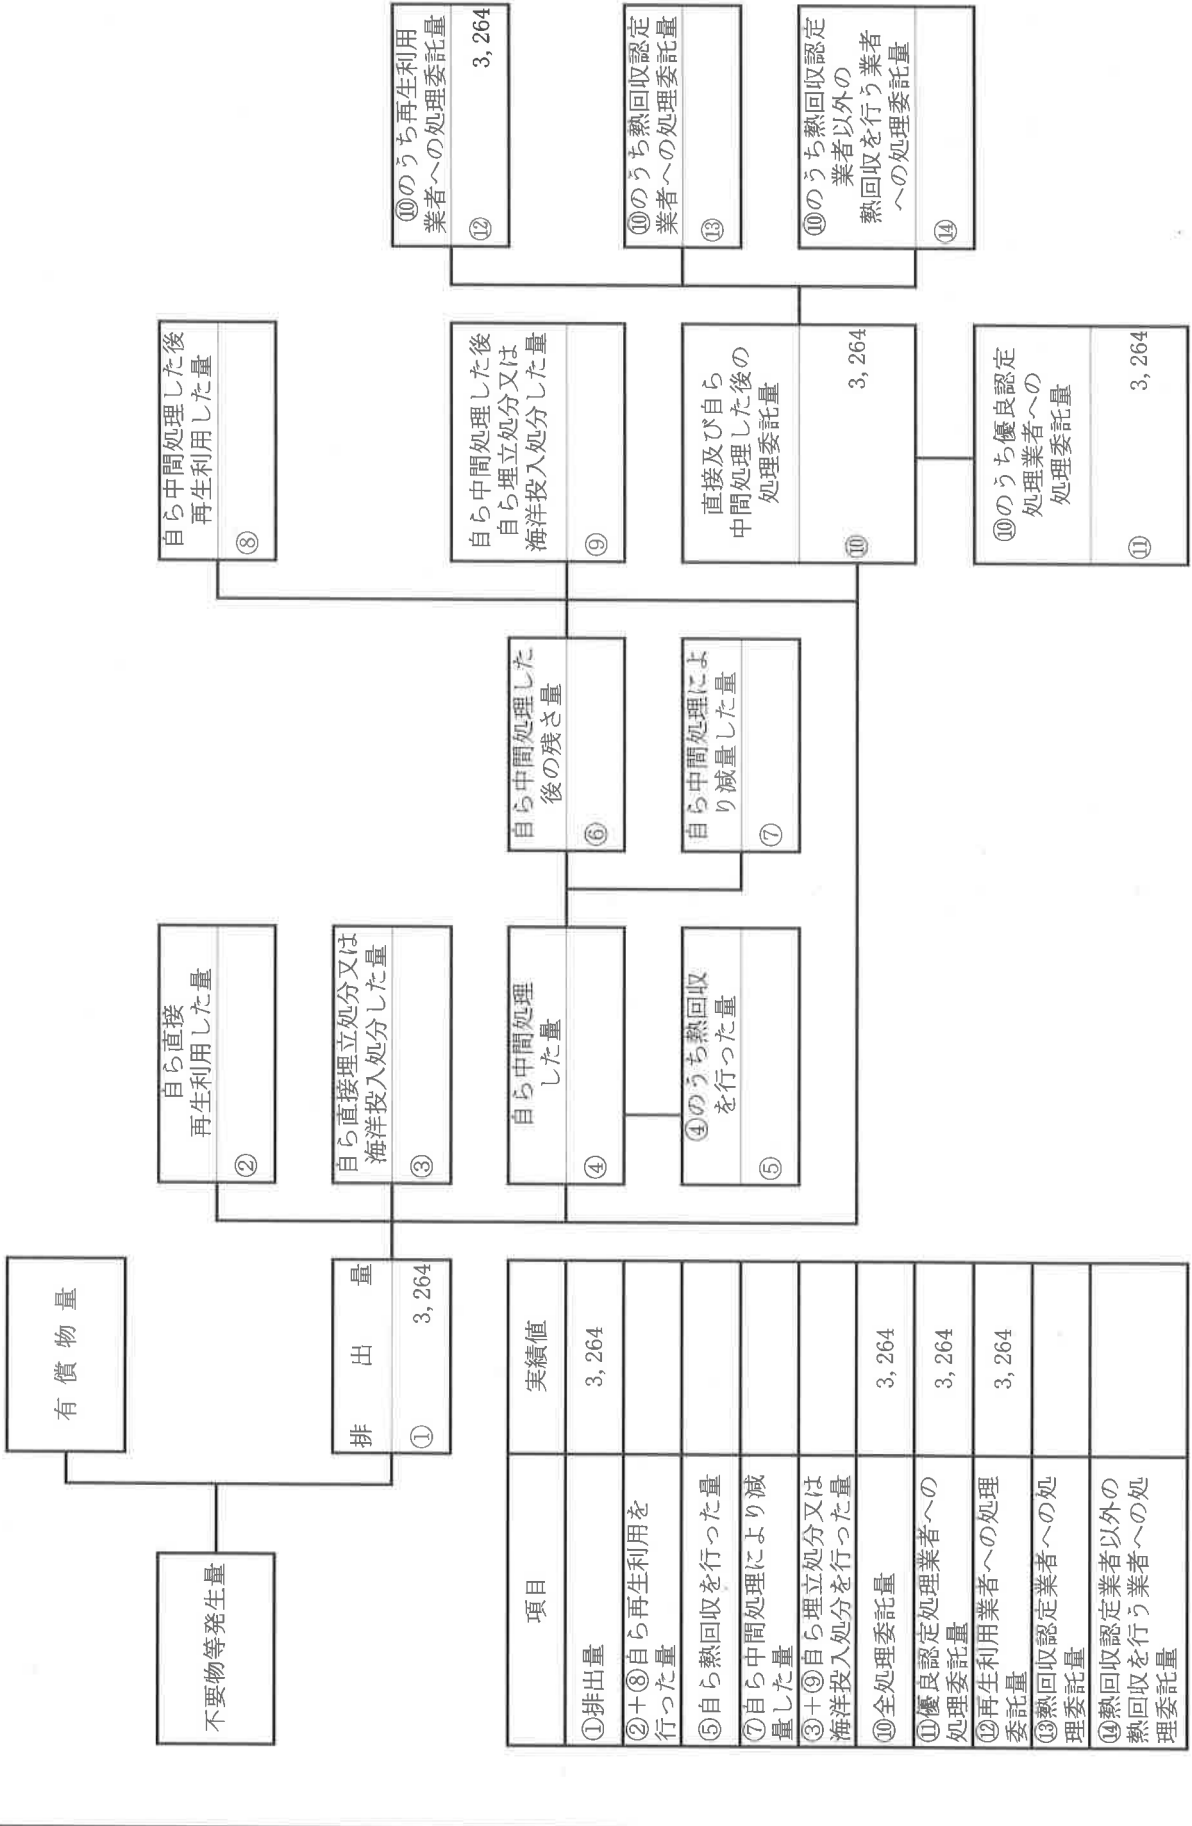 有 償 物 量
不要物等発生量
排 出 量
① 3,264
自ら直接
再生利用した量
②
自ら直接埋立処分又は
海洋投入処分した量
③
自ら中間処理
した量
④
④のうち熱回収
を行った量
⑤
自ら中間処理した
後の残さ量
⑥
自ら中間処理によ
り減量した量
⑦
自ら中間処理した後
再生利用した量
⑧
自ら中間処理した後
自ら埋立処分又は
海洋投入処分した量
⑨
直接及び自ら
中間処理した後の
処理委託量
⑩ 3,264
⑩のうち優良認定
処理業者への
処理委託量
⑪ 3,264
⑩のうち再生利用
業者への処理委託量
⑫ 3,264
⑩のうち熱回収認定
業者への処理委託量
⑬
⑩のうち熱回収認定
業者以外の
熱回収を行う業者
への処理委託量
⑭
項目 実績値
①排出量 3,264
②+⑧自ら再生利用を
行った量
⑤自ら熱回収を行った量
⑦自ら中間処理により減
量した量
③+⑨自ら埋立処分又は
海洋投入処分を行った量
⑩全処理委託量 3,264
⑪優良認定処理業者への
処理委託量 3,264
⑫再生利用業者への処理
委託量 3,264
⑬熱回収認定業者への処
理委託量
⑭熱回収認定業者以外の
熱回収を行う業者への処
理委託量